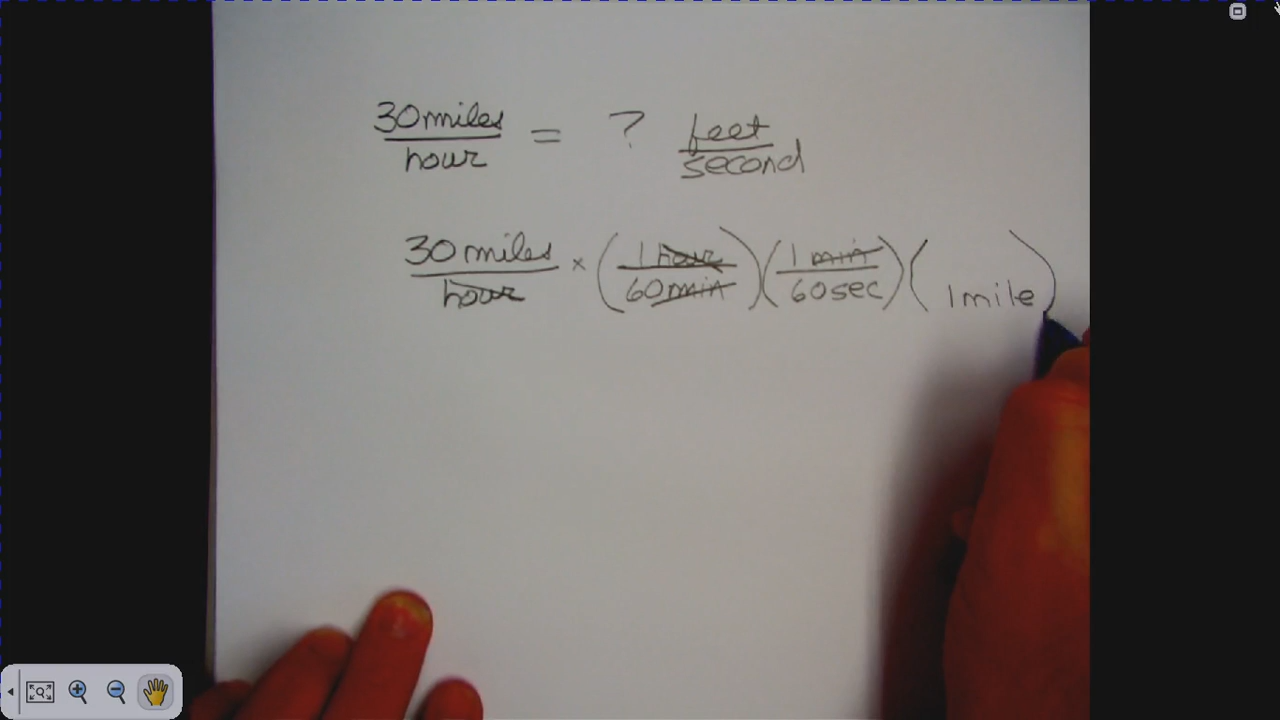 30 miles / hour = ? feet / second
30 miles / hour × (1 hour / 60 min) (1 min / 60 sec) ( / 1 mile)